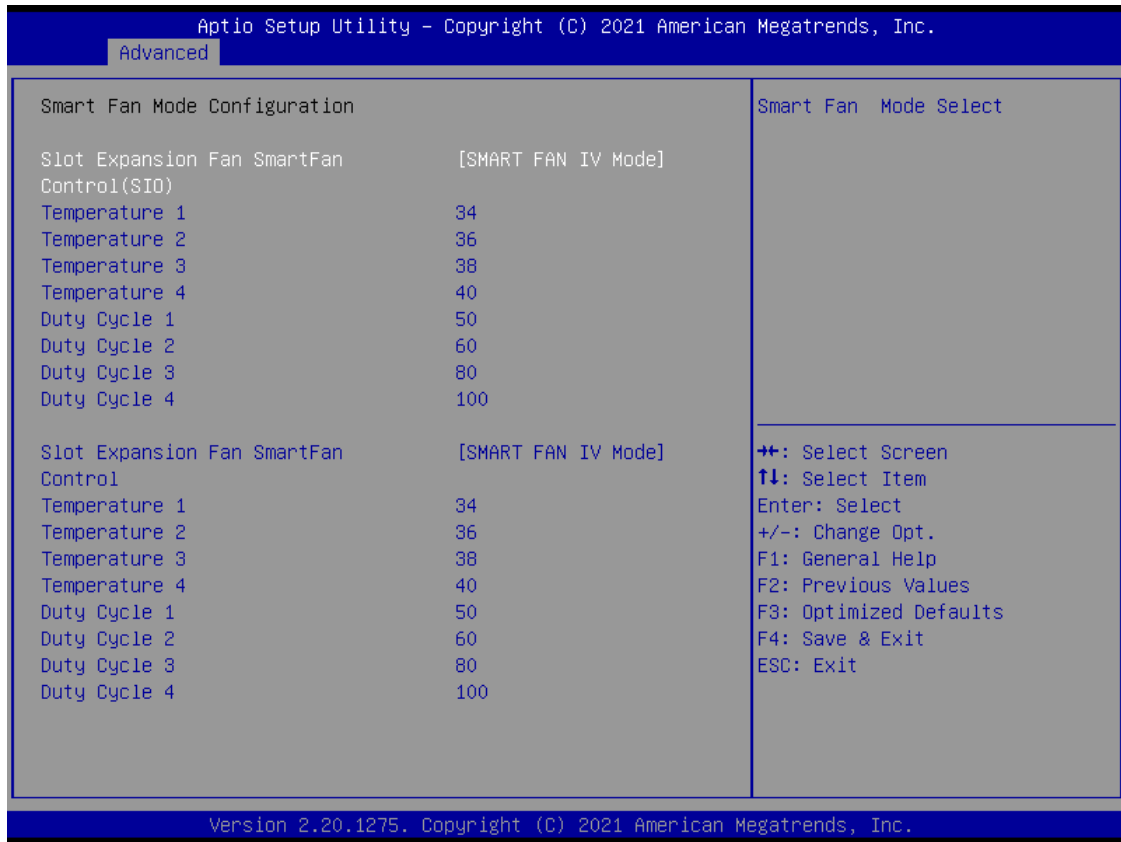 Aptio Setup Utility – Copyright (C) 2021 American Megatrends, Inc.
Advanced
Smart Fan Mode Configuration
Slot Expansion Fan SmartFan [SMART FAN IV Mode]
Control(SIO)
Temperature 1 34
Temperature 2 36
Temperature 3 38
Temperature 4 40
Duty Cycle 1 50
Duty Cycle 2 60
Duty Cycle 3 80
Duty Cycle 4 100
Slot Expansion Fan SmartFan [SMART FAN IV Mode]
Control
Temperature 1 34
Temperature 2 36
Temperature 3 38
Temperature 4 40
Duty Cycle 1 50
Duty Cycle 2 60
Duty Cycle 3 80
Duty Cycle 4 100
Smart Fan  Mode Select
→←: Select Screen
↑↓: Select Item
Enter: Select
+/-: Change Opt.
F1: General Help
F2: Previous Values
F3: Optimized Defaults
F4: Save & Exit
ESC: Exit
Version 2.20.1275. Copyright (C) 2021 American Megatrends, Inc.